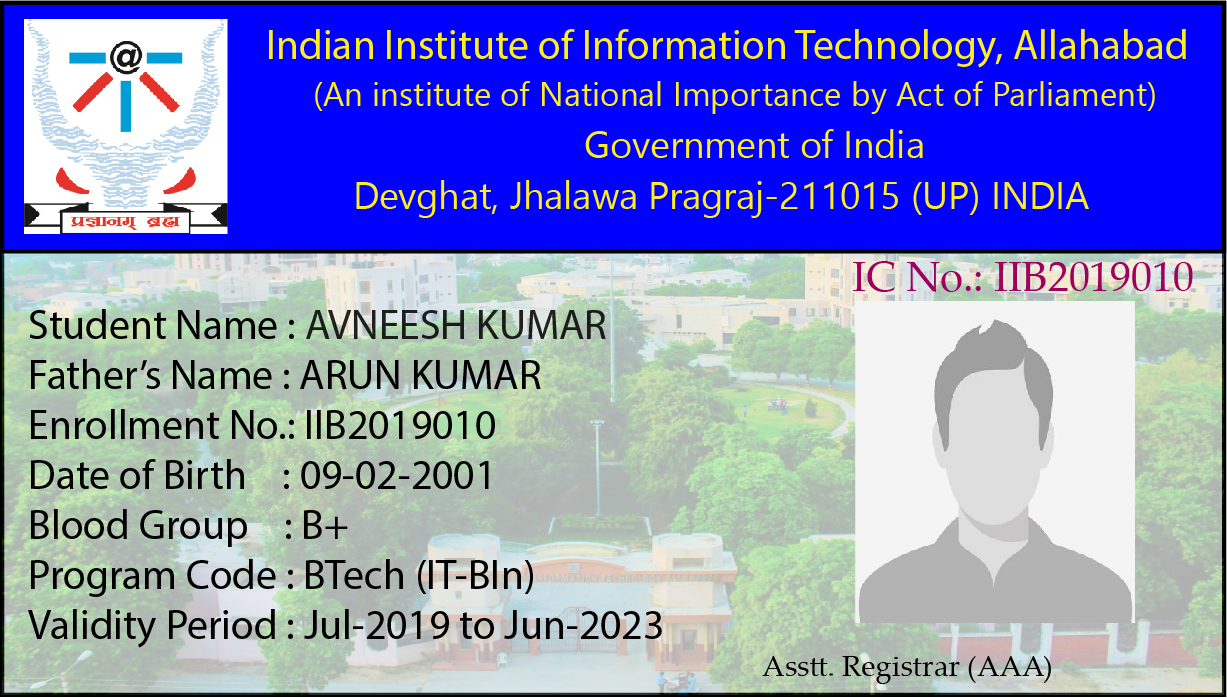 Indian Institute of Information Technology, Allahabad
(An institute of National Importance by Act of Parliament)
Government of India
Devghat, Jhalawa Pragraj-211015 (UP) INDIA
@
प्रज्ञानम् ब्रह्म
IC No.: IIB2019010
Student Name : AVNEESH KUMAR
Father’s Name : ARUN KUMAR
Enrollment No.: IIB2019010
Date of Birth : 09-02-2001
Blood Group : B+
Program Code : BTech (IT-BIn)
Validity Period : Jul-2019 to Jun-2023
Asstt. Registrar (AAA)